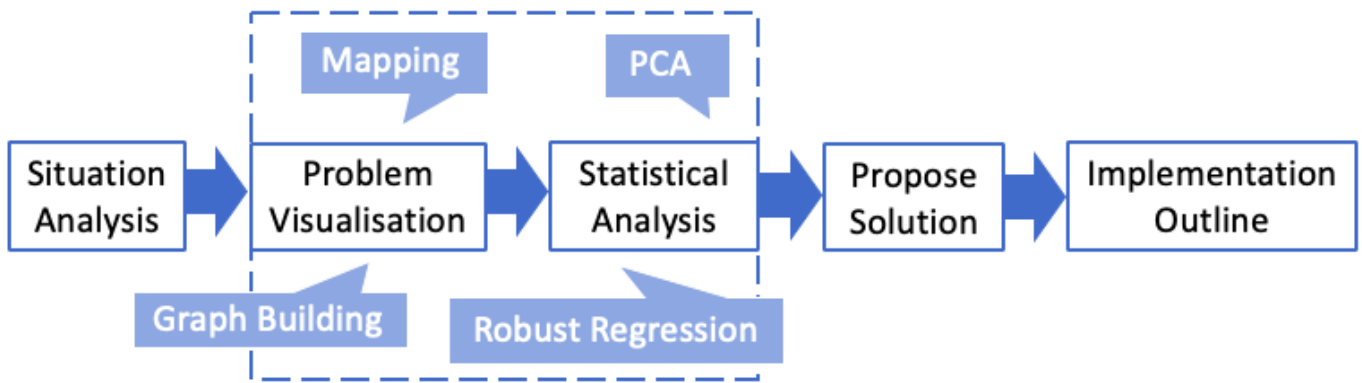 Mapping
PCA
Situation
Analysis
Problem
Visualisation
Statistical
Analysis
Propose
Solution
Implementation
Outline
Graph Building
Robust Regression